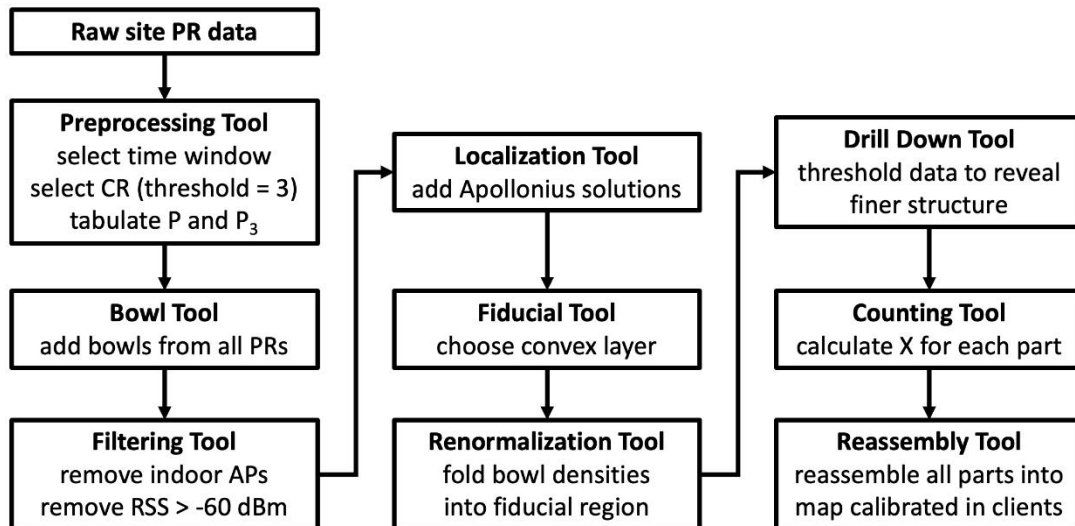 Raw site PR data
Preprocessing Tool
select time window
select CR (threshold = 3)
tabulate P and P₃
Bowl Tool
add bowls from all PRs
Filtering Tool
remove indoor APs
remove RSS > -60 dBm
Localization Tool
add Apollonius solutions
Fiducial Tool
choose convex layer
Renormalization Tool
fold bowl densities
into fiducial region
Drill Down Tool
threshold data to reveal
finer structure
Counting Tool
calculate X for each part
Reassembly Tool
reassemble all parts into
map calibrated in clients